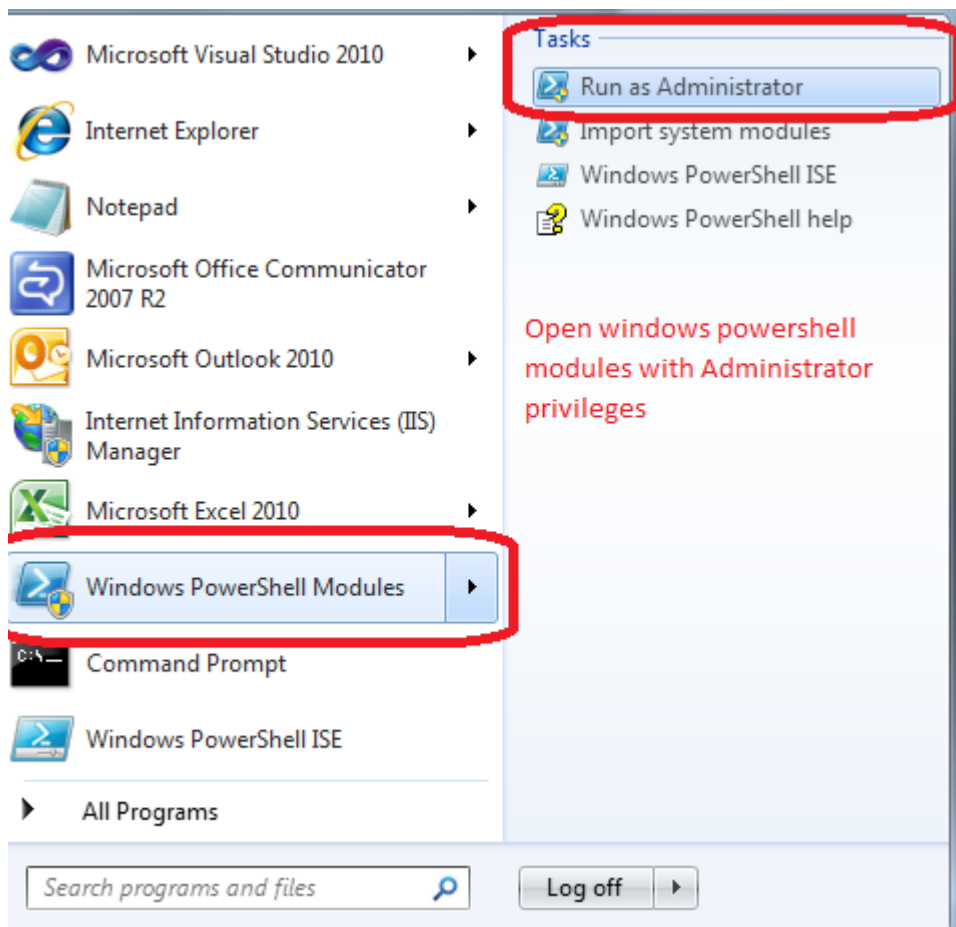 Microsoft Visual Studio 2010
Internet Explorer
Notepad
Microsoft Office Communicator
2007 R2
Microsoft Outlook 2010
Internet Information Services (IIS)
Manager
Microsoft Excel 2010
Windows PowerShell Modules
C:\_
Command Prompt
Windows PowerShell ISE
All Programs
Search programs and files
Tasks
Run as Administrator
Import system modules
Windows PowerShell ISE
Windows PowerShell help
Open windows powershell
modules with Administrator
privileges
Log off